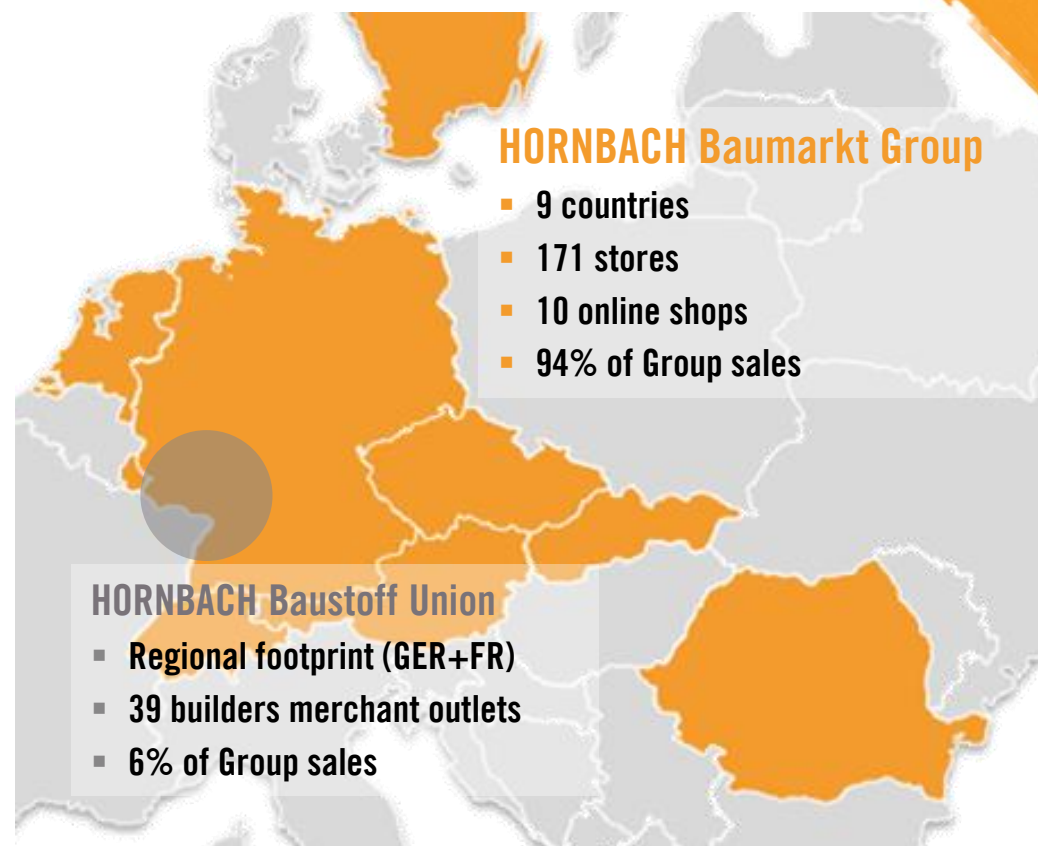 HORNBACH Baumarkt Group
▪ 9 countries
▪ 171 stores
▪ 10 online shops
▪ 94% of Group sales
HORNBACH Baustoff Union
▪ Regional footprint (GER+FR)
▪ 39 builders merchant outlets
▪ 6% of Group sales